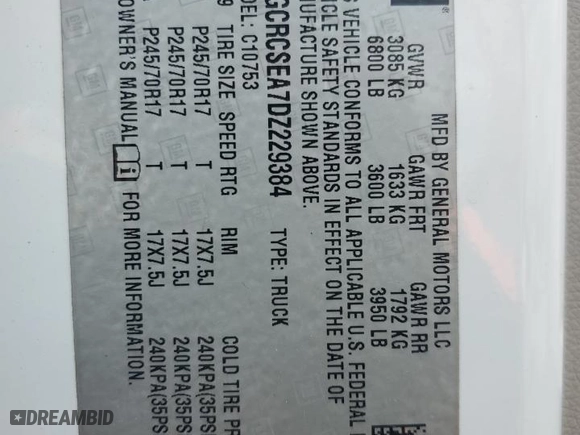 MFD BY GENERAL MOTORS LLC
GVWR GAWR FRT GAWR RR
3085 KG 1633 KG 1792 KG
6800 LB 3600 LB 3950 LB
VEHICLE CONFORMS TO ALL APPLICABLE U.S. FEDERAL
SAFETY STANDARDS IN EFFECT ON THE DATE OF
SHOWN ABOVE.
GCRCSEA7DZ229384 TYPE: TRUCK
C10753
TIRE SIZE SPEED RTG RIM COLD TIRE
P245/70R17 T 17X7.5J 240KPA(35PS
P245/70R17 T 17X7.5J 240KPA(35PS
P245/70R17 T 17X7.5J 240KPA(35PS
OWNER'S MANUAL FOR MORE INFORMATION.
DREAMBID